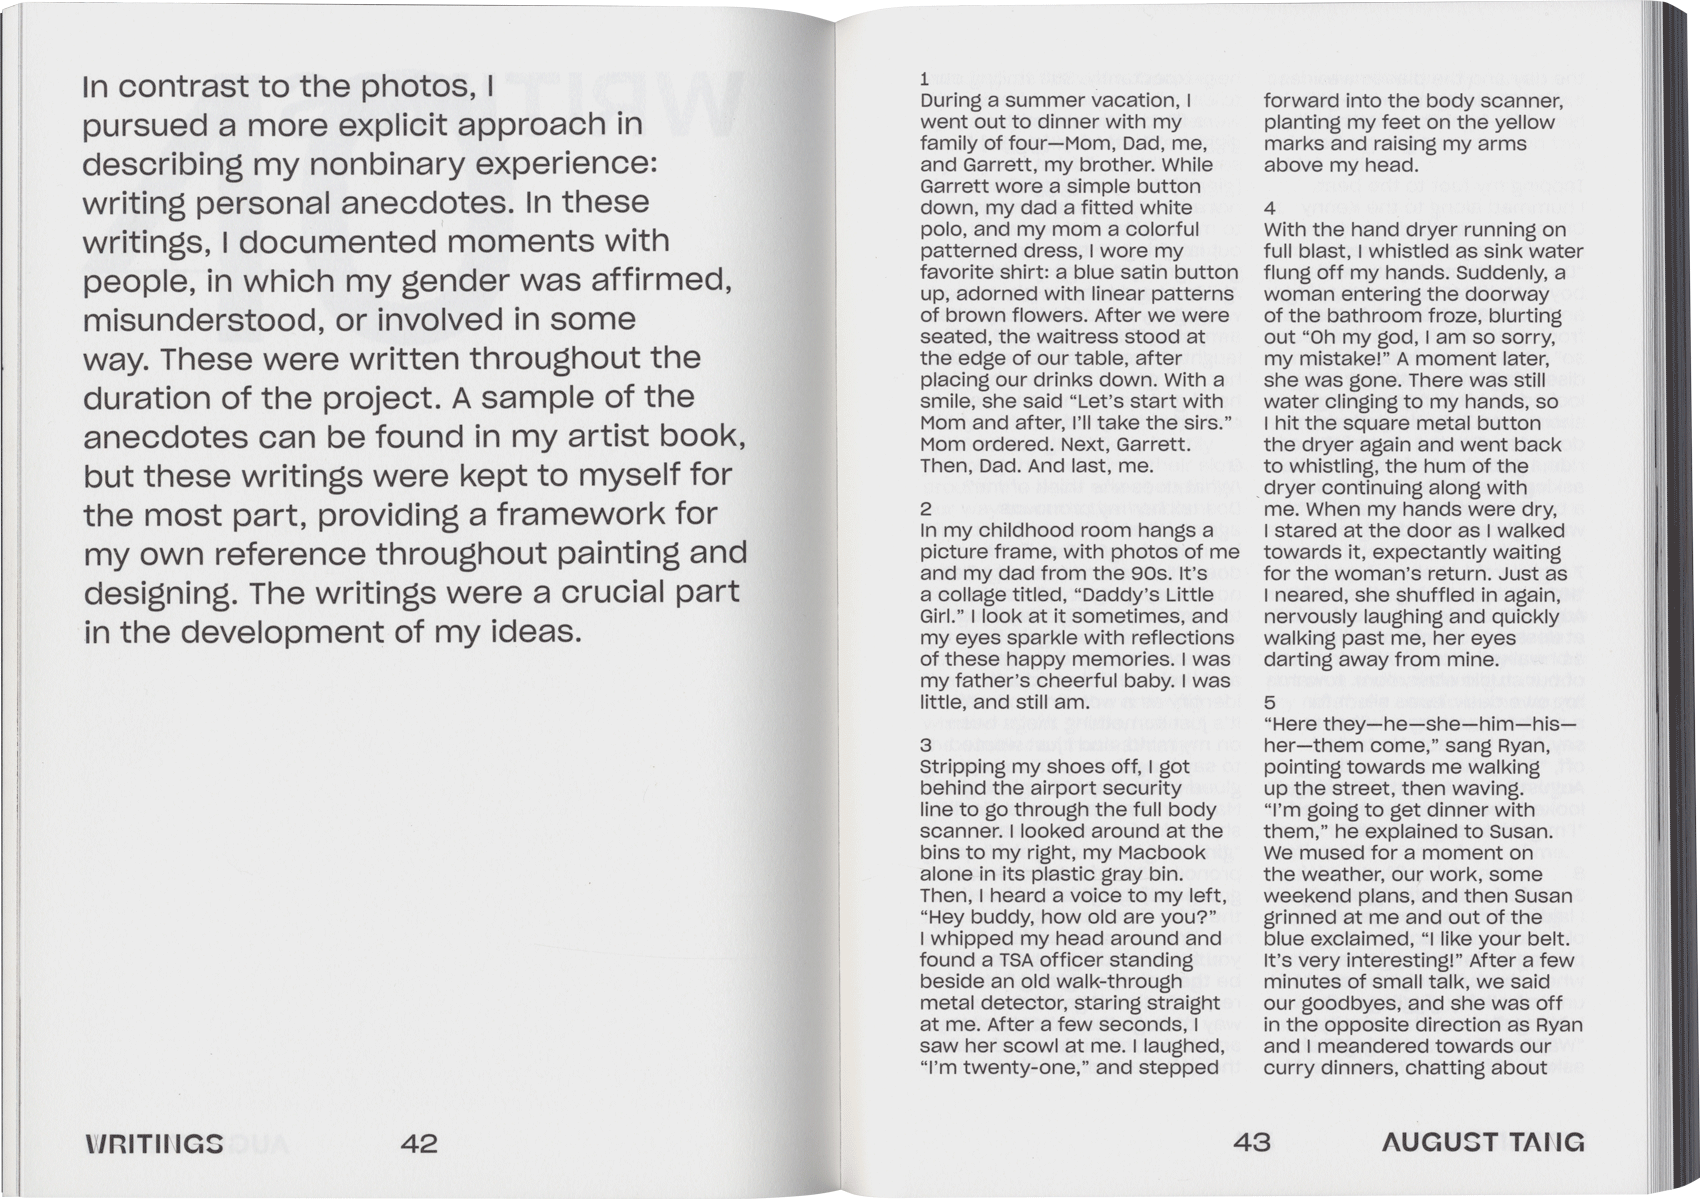 In contrast to the photos, I
pursued a more explicit approach in
describing my nonbinary experience:
writing personal anecdotes. In these
writings, I documented moments with
people, in which my gender was affirmed,
misunderstood, or involved in some
way. These were written throughout the
duration of the project. A sample of the
anecdotes can be found in my artist book,
but these writings were kept to myself for
the most part, providing a framework for
my own reference throughout painting and
designing. The writings were a crucial part
in the development of my ideas.
WRITINGS
42
1
During a summer vacation, I
went out to dinner with my
family of four—Mom, Dad, me,
and Garrett, my brother. While
Garrett wore a simple button
down, my dad a fitted white
polo, and my mom a colorful
patterned dress, I wore my
favorite shirt: a blue satin button
up, adorned with linear patterns
of brown flowers. After we were
seated, the waitress stood at
the edge of our table, after
placing our drinks down. With a
smile, she said “Let’s start with
Mom and after, I’ll take the sirs.”
Mom ordered. Next, Garrett.
Then, Dad. And last, me.
2
In my childhood room hangs a
picture frame, with photos of me
and my dad from the 90s. It’s
a collage titled, “Daddy’s Little
Girl.” I look at it sometimes, and
my eyes sparkle with reflections
of these happy memories. I was
my father’s cheerful baby. I was
little, and still am.
3
Stripping my shoes off, I got
behind the airport security
line to go through the full body
scanner. I looked around at the
bins to my right, my Macbook
alone in its plastic gray bin.
Then, I heard a voice to my left,
“Hey buddy, how old are you?”
I whipped my head around and
found a TSA officer standing
beside an old walk-through
metal detector, staring straight
at me. After a few seconds, I
saw her scowl at me. I laughed,
“I’m twenty-one,” and stepped
forward into the body scanner,
planting my feet on the yellow
marks and raising my arms
above my head.
4
With the hand dryer running on
full blast, I whistled as sink water
flung off my hands. Suddenly, a
woman entering the doorway
of the bathroom froze, blurting
out “Oh my god, I am so sorry,
my mistake!” A moment later,
she was gone. There was still
water clinging to my hands, so
I hit the square metal button
the dryer again and went back
to whistling, the hum of the
dryer continuing along with
me. When my hands were dry,
I stared at the door as I walked
towards it, expectantly waiting
for the woman’s return. Just as
I neared, she shuffled in again,
nervously laughing and quickly
walking past me, her eyes
darting away from mine.
5
“Here they—he—she—him—his—
her—them come,” sang Ryan,
pointing towards me walking
up the street, then waving.
“I’m going to get dinner with
them,” he explained to Susan.
We mused for a moment on
the weather, our work, some
weekend plans, and then Susan
grinned at me and out of the
blue exclaimed, “I like your belt.
It’s very interesting!” After a few
minutes of small talk, we said
our goodbyes, and she was off
in the opposite direction as Ryan
and I meandered towards our
curry dinners, chatting about
43
AUGUST TANG